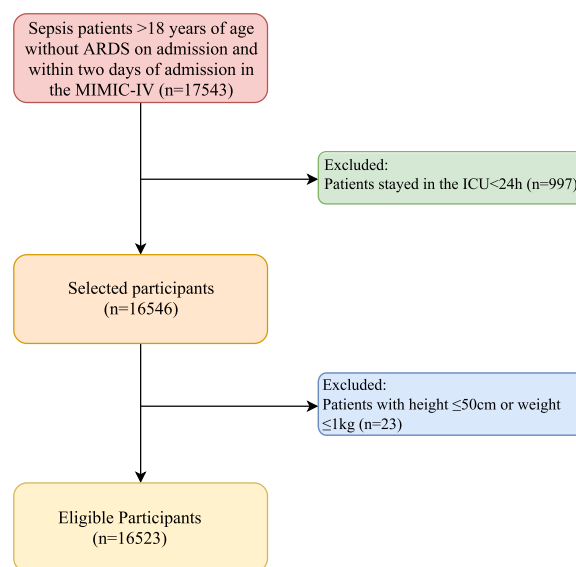 Sepsis patients >18 years of age
without ARDS on admission and
within two days of admission in
the MIMIC-IV (n=17543)
Excluded:
Patients stayed in the ICU<24h (n=997)
Selected participants
(n=16546)
Excluded:
Patients with height ≤50cm or weight
≤1kg (n=23)
Eligible Participants
(n=16523)